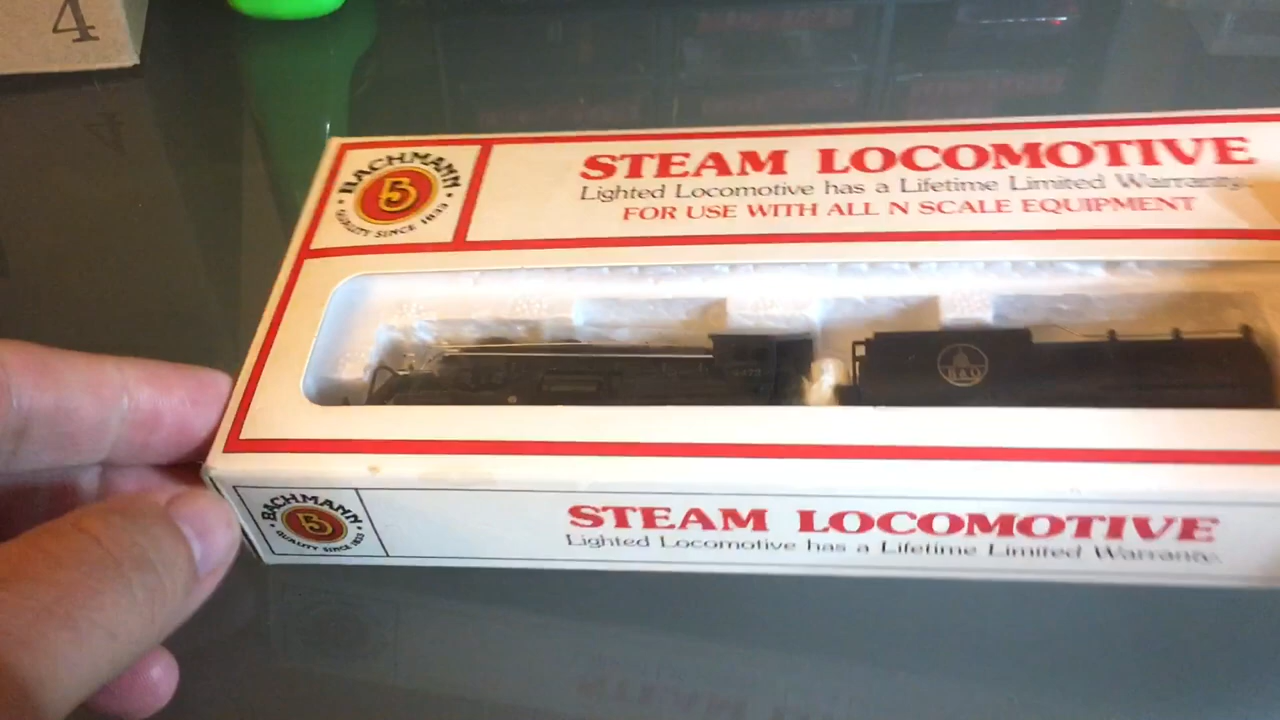 4
BACHMANN
B
QUALITY SINCE 1833
STEAM LOCOMOTIVE
Lighted Locomotive has a Lifetime Limited Warranty.
FOR USE WITH ALL N SCALE EQUIPMENT
B & O
BACHMANN
B
QUALITY SINCE 1833
STEAM LOCOMOTIVE
Lighted Locomotive has a Lifetime Limited Warranty.